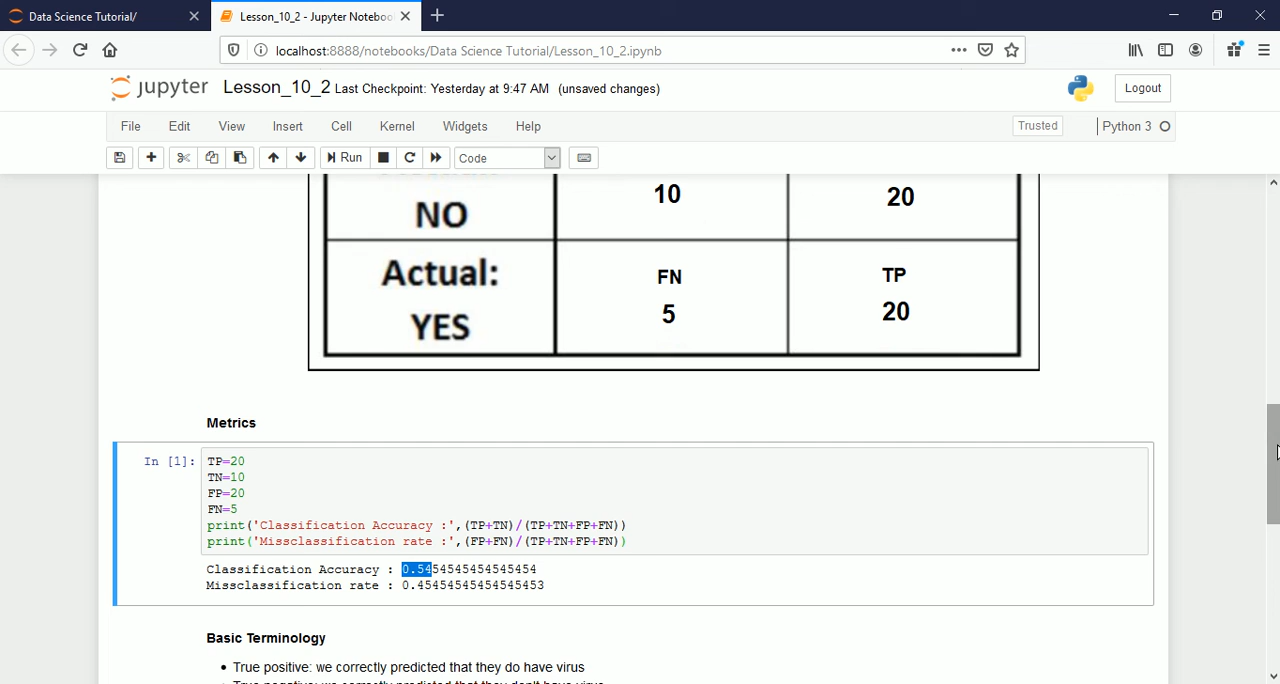 Data Science Tutorial/
Lesson_10_2 - Jupyter Noteboo
localhost:8888/notebooks/Data Science Tutorial/Lesson_10_2.ipynb
jupyter Lesson_10_2 Last Checkpoint: Yesterday at 9:47 AM (unsaved changes)
Logout
File Edit View Insert Cell Kernel Widgets Help
Trusted
Python 3
Run
Code
10 20
NO
Actual:
YES
FN TP
5 20
Metrics
In [1]:
TP=20
TN=10
FP=20
FN=5
print('Classification Accuracy :',(TP+TN)/(TP+TN+FP+FN))
print('Missclassification rate :',(FP+FN)/(TP+TN+FP+FN))
Classification Accuracy : 0.5454545454545454
Missclassification rate : 0.45454545454545453
Basic Terminology
• True positive: we correctly predicted that they do have virus